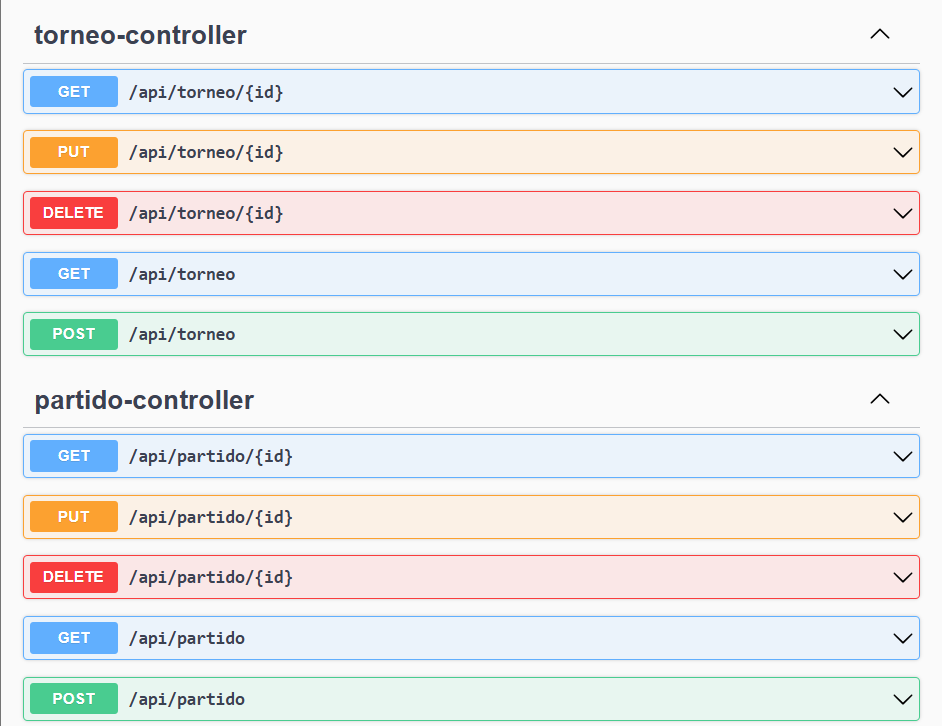 torneo-controller
GET /api/torneo/{id}
PUT /api/torneo/{id}
DELETE /api/torneo/{id}
GET /api/torneo
POST /api/torneo
partido-controller
GET /api/partido/{id}
PUT /api/partido/{id}
DELETE /api/partido/{id}
GET /api/partido
POST /api/partido